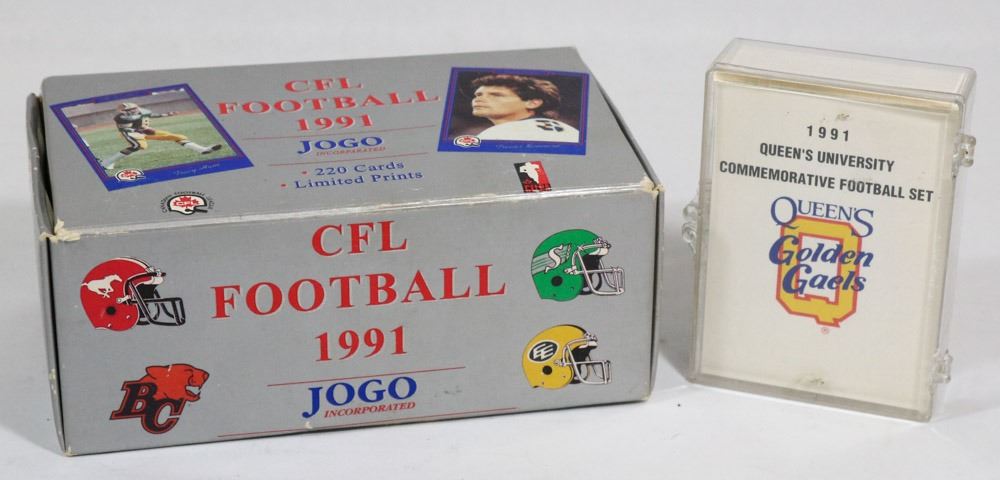 CFL
FOOTBALL
1991
JOGO
INCORPORATED
• 220 Cards
• Limited Prints
CFL
FOOTBALL
1991
JOGO
INCORPORATED
BC
S
EE
1991
QUEEN'S UNIVERSITY
COMMEMORATIVE FOOTBALL SET
QUEEN'S
Golden
Gaels
®